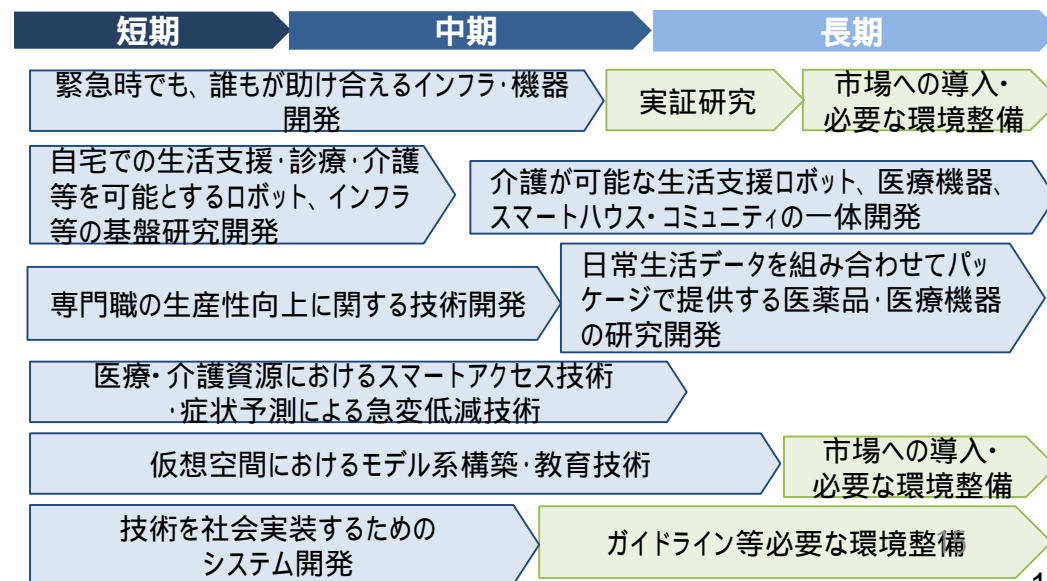 短期
中期
長期
緊急時でも、誰もが助け合えるインフラ･機器
開発
実証研究
市場への導入・
必要な環境整備
自宅での生活支援･診療･介護
等を可能とするロボット、インフラ
等の基盤研究開発
介護が可能な生活支援ロボット、医療機器、
スマートハウス・コミュニティの一体開発
専門職の生産性向上に関する技術開発
日常生活データを組み合わせてパッ
ケージで提供する医薬品･医療機器
の研究開発
医療・介護資源におけるスマートアクセス技術
･症状予測による急変低減技術
仮想空間におけるモデル系構築･教育技術
市場への導入・
必要な環境整備
技術を社会実装するための
システム開発
ガイドライン等必要な環境整備